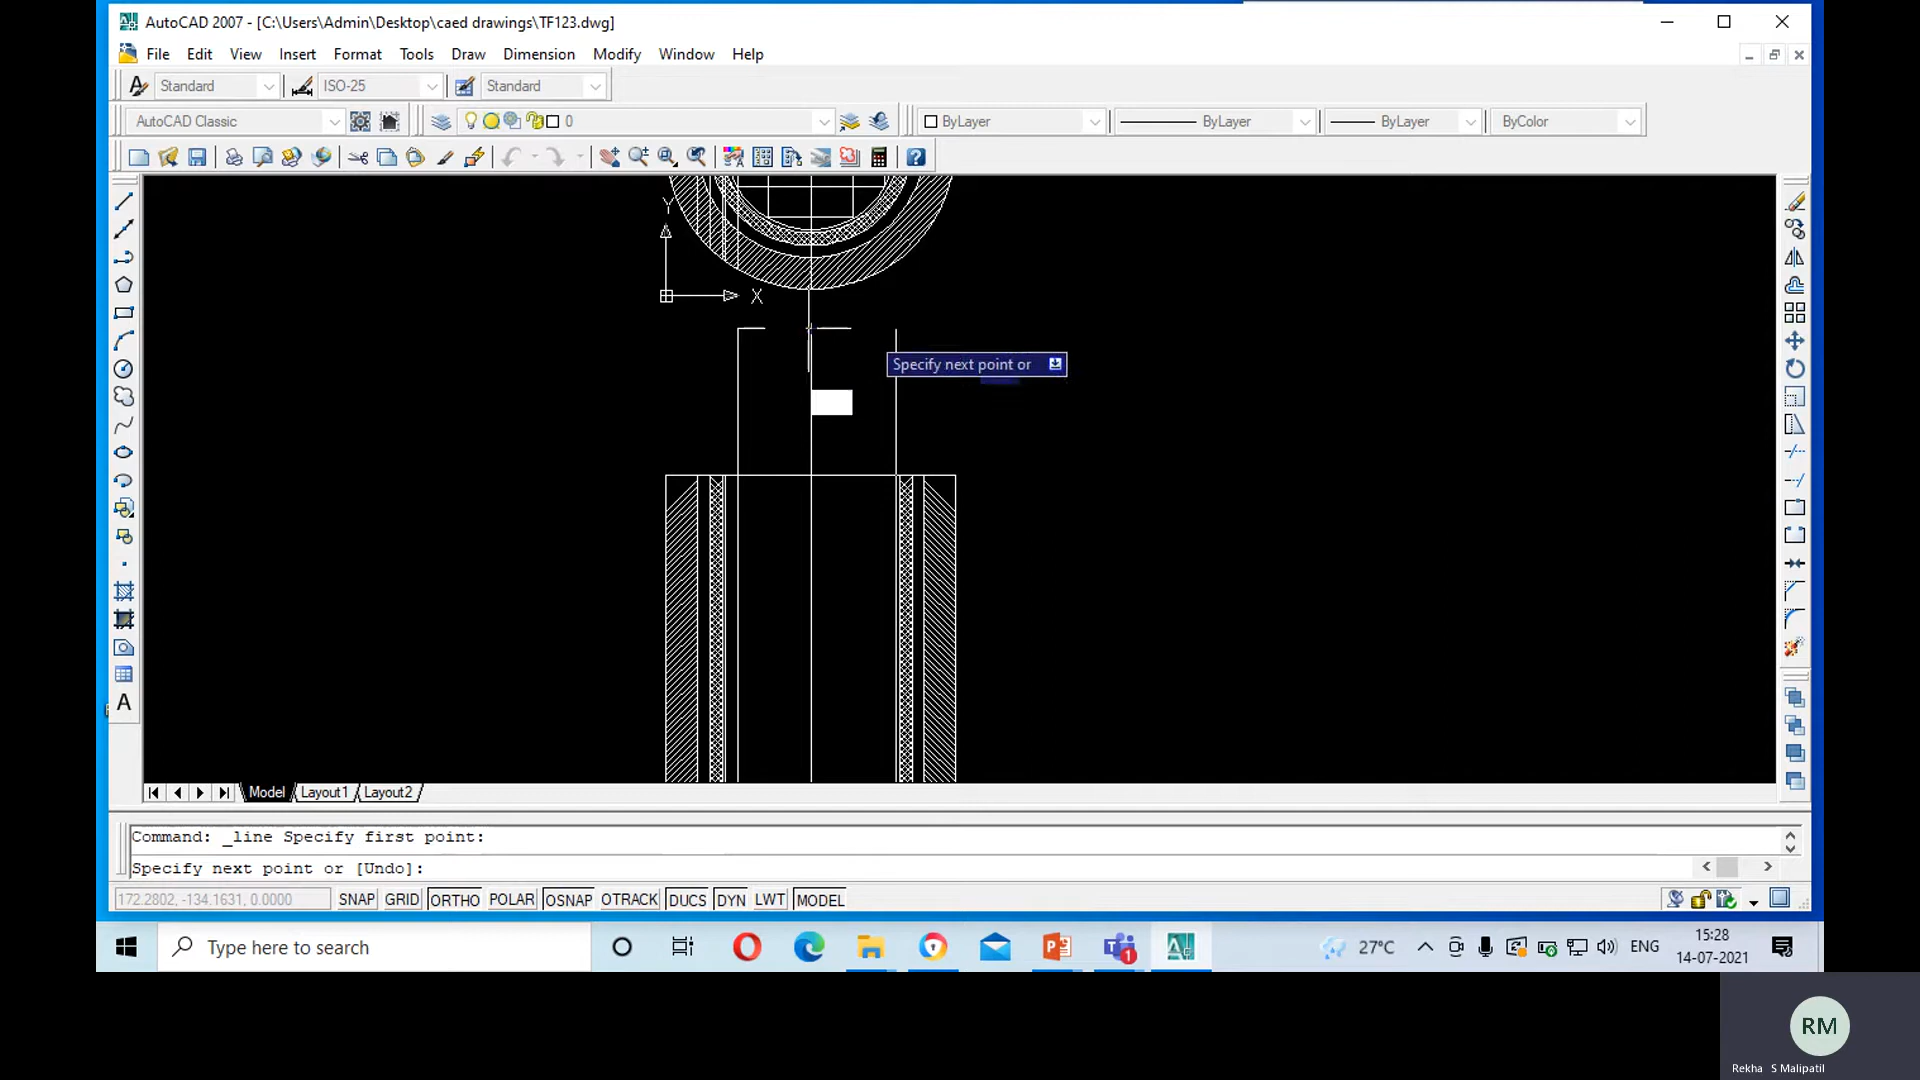 AutoCAD 2007 - [C:\Users\Admin\Desktop\caed drawings\TF123.dwg]
File Edit View Insert Format Tools Draw Dimension Modify Window Help
Standard ISO-25 Standard
AutoCAD Classic 0 ByLayer ByLayer ByLayer ByColor
Y
X
Specify next point or
A
Model Layout1 Layout2
Command: _line Specify first point:
Specify next point or [Undo]:
172.2802, -134.1631, 0.0000 SNAP GRID ORTHO POLAR OSNAP OTRACK DUCS DYN LWT MODEL
Type here to search 1 27°C ENG 15:28
14-07-2021
RM
Rekha S Malipatil